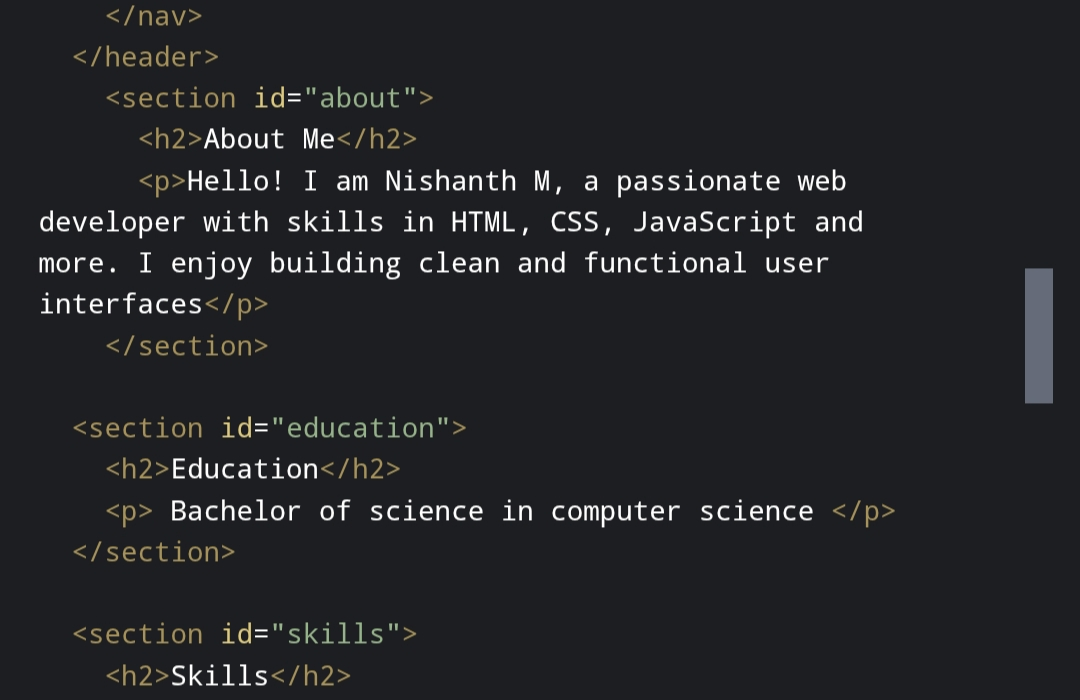 </nav>
</header>
<section id="about">
<h2>About Me</h2>
<p>Hello! I am Nishanth M, a passionate web
developer with skills in HTML, CSS, JavaScript and
more. I enjoy building clean and functional user
interfaces</p>
</section>
<section id="education">
<h2>Education</h2>
<p> Bachelor of science in computer science </p>
</section>
<section id="skills">
<h2>Skills</h2>